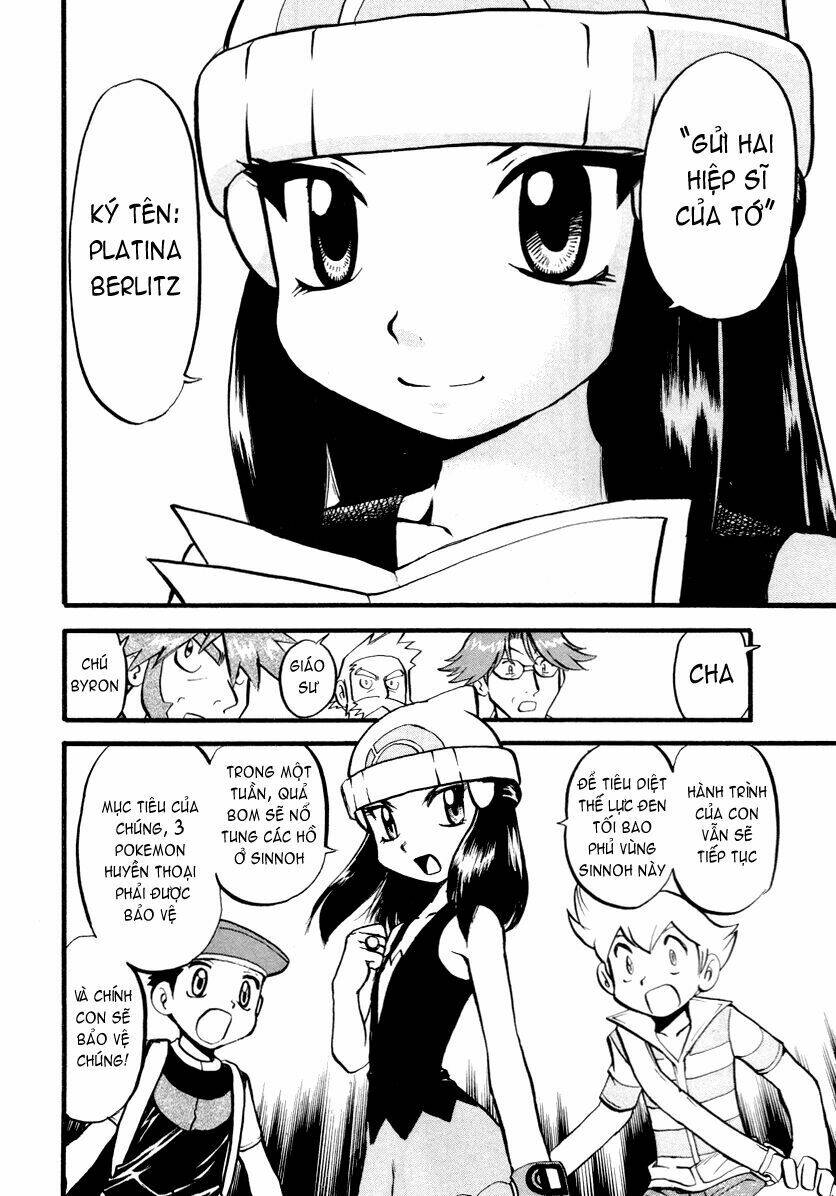 "GỬI HAI
HIỆP SĨ
CỦA TỚ"
KÝ TÊN:
PLATINA
BERLITZ
CHA
GIÁO
SƯ
CHÚ
BYRON
HÀNH TRÌNH
CỦA CON
VẪN SẼ
TIẾP TỤC
ĐỂ TIÊU DIỆT
THẾ LỰC ĐEN
TỐI BAO
PHỦ VÙNG
SINNOH NÀY
TRONG MỘT
TUẦN, QUẢ
BOM SẼ NỔ
TUNG CÁC HỒ
Ở SINNOH
MỤC TIÊU CỦA
CHÚNG, 3
POKEMON
HUYỀN THOẠI
PHẢI ĐƯỢC
BẢO VỆ
VÀ CHÍNH
CON SẼ
BẢO VỆ
CHÚNG!